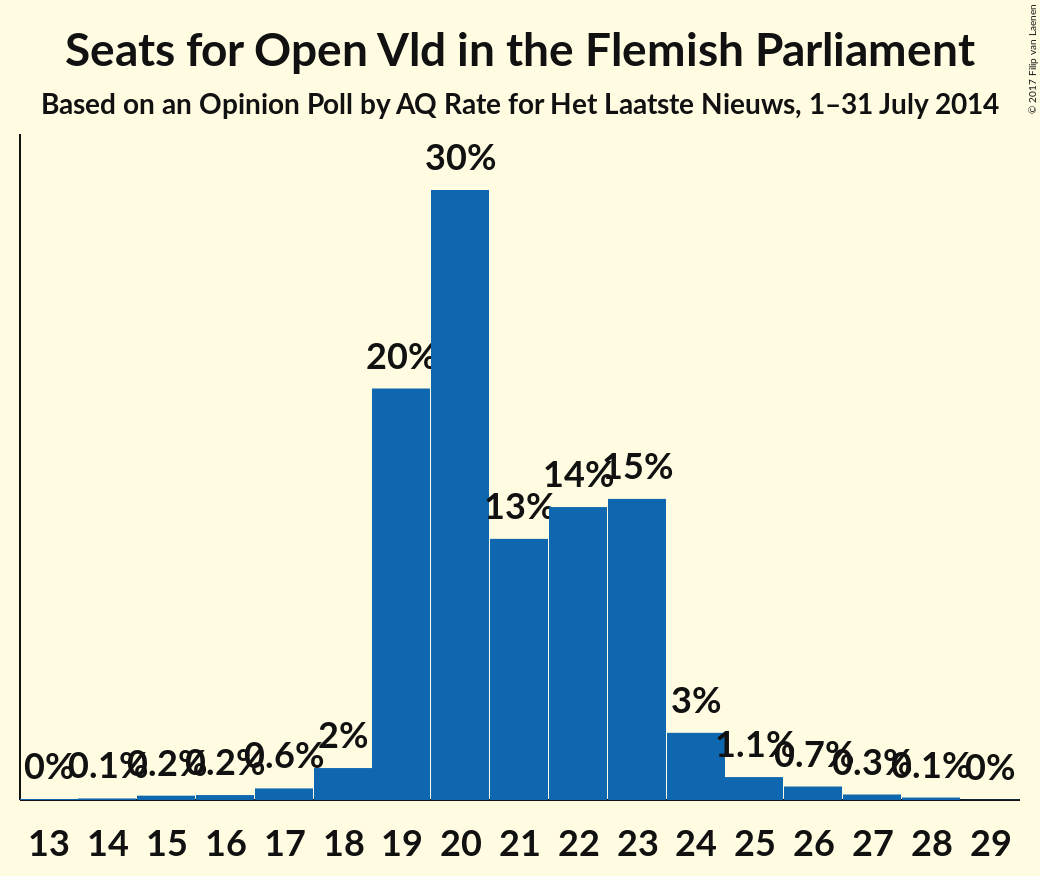 Seats for Open Vld in the Flemish Parliament
Based on an Opinion Poll by AQ Rate for Het Laatste Nieuws, 1–31 July 2014
© 2017 Filip van Laenen
0% 0.1% 0.2% 0.2% 0.6% 2% 20% 30% 13% 14% 15% 3% 1.1% 0.7% 0.3% 0.1% 0%
13 14 15 16 17 18 19 20 21 22 23 24 25 26 27 28 29